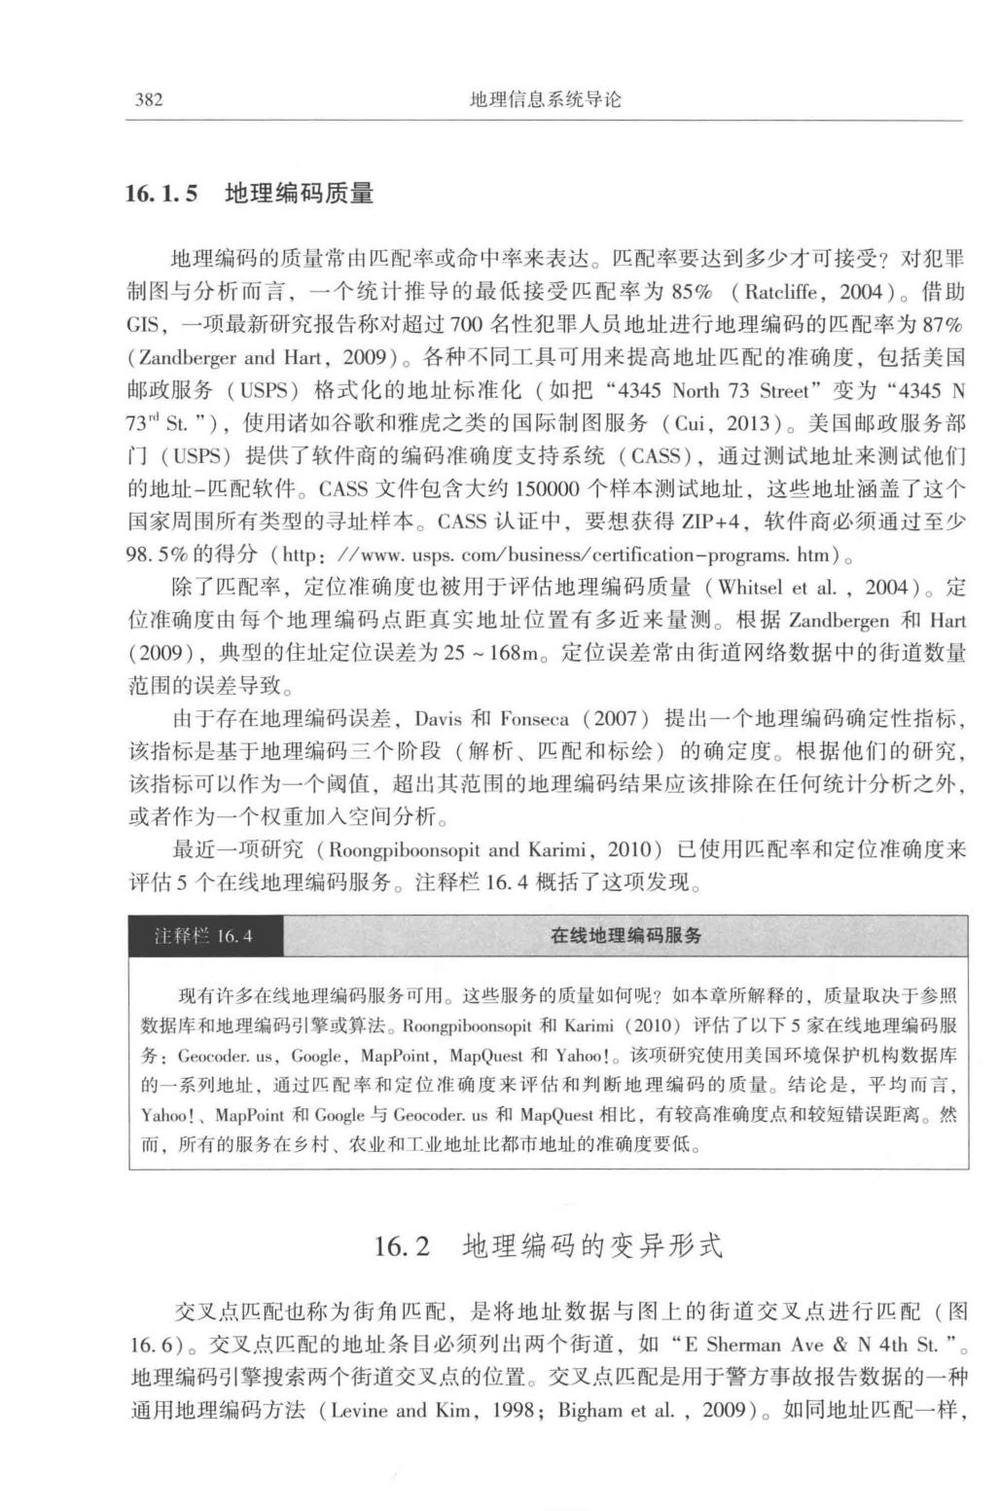 382
地理信息系统导论
16.1.5 地理编码质量
地理编码的质量常由匹配率或命中率来表达。匹配率要达到多少才可接受？对犯罪
制图与分析而言，一个统计推导的最低接受匹配率为 85% （Ratcliffe，2004）。借助
GIS，一项最新研究报告称对超过 700 名性犯罪人员地址进行地理编码的匹配率为 87%
（Zandberger and Hart，2009）。各种不同工具可用来提高地址匹配的准确度，包括美国
邮政服务（USPS）格式化的地址标准化（如把“4345 North 73 Street”变为“4345 N
73rd St.”），使用诸如谷歌和雅虎之类的国际制图服务（Cui，2013）。美国邮政服务部
门（USPS）提供了软件商的编码准确度支持系统（CASS），通过测试地址来测试他们
的地址-匹配软件。CASS 文件包含大约 150000 个样本测试地址，这些地址涵盖了这个
国家周围所有类型的寻址样本。CASS 认证中，要想获得 ZIP+4，软件商必须通过至少
98.5% 的得分（http：//www.usps.com/business/certification-programs.htm）。
除了匹配率，定位准确度也被用于评估地理编码质量（Whitsel et al.，2004）。定
位准确度由每个地理编码点距真实地址位置有多近来量测。根据 Zandbergen 和 Hart
（2009），典型的住址定位误差为 25～168m。定位误差常由街道网络数据中的街道数量
范围的误差导致。
由于存在地理编码误差，Davis 和 Fonseca（2007）提出一个地理编码确定性指标，
该指标是基于地理编码三个阶段（解析、匹配和标绘）的确定度。根据他们的研究，
该指标可以作为一个阈值，超出其范围的地理编码结果应该排除在任何统计分析之外，
或者作为一个权重加入空间分析。
最近一项研究（Roongpiboonsopit and Karimi，2010）已使用匹配率和定位准确度来
评估 5 个在线地理编码服务。注释栏 16.4 概括了这项发现。
注释栏 16.4
在线地理编码服务
现有许多在线地理编码服务可用。这些服务的质量如何呢？如本章所解释的，质量取决于参照
数据库和地理编码引擎或算法。Roongpiboonsopit 和 Karimi（2010）评估了以下 5 家在线地理编码服
务：Geocoder.us，Google，MapPoint，MapQuest 和 Yahoo!。该项研究使用美国环境保护机构数据库
的一系列地址，通过匹配率和定位准确度来评估和判断地理编码的质量。结论是，平均而言，
Yahoo!、MapPoint 和 Google 与 Geocoder.us 和 MapQuest 相比，有较高准确度点和较短错误距离。然
而，所有的服务在乡村、农业和工业地址比都市地址的准确度要低。
16.2 地理编码的变异形式
交叉点匹配也称为街角匹配，是将地址数据与图上的街道交叉点进行匹配（图
16.6）。交叉点匹配的地址条目必须列出两个街道，如“E Sherman Ave & N 4th St.”。
地理编码引擎搜索两个街道交叉点的位置。交叉点匹配是用于警方事故报告数据的一种
通用地理编码方法（Levine and Kim，1998；Bigham et al.，2009）。如同地址匹配一样，